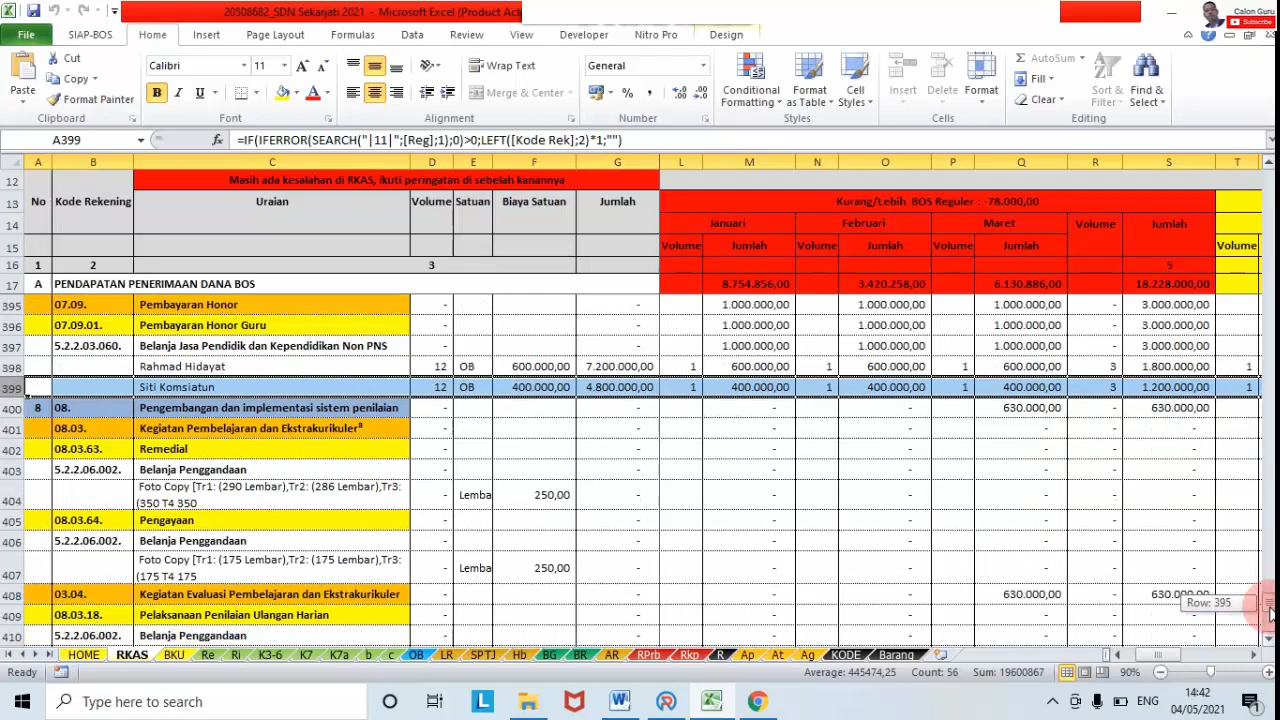 20508682_SDN Sekarjati 2021 - Microsoft Excel (Product Act
Calon Guru
Subscribe
File SIAP-BOS Home Insert Page Layout Formulas Data Review View Developer Nitro Pro Design
Paste Cut Copy Format Painter Clipboard
Calibri 11 B I U Font
Wrap Text Merge & Center Alignment
General % Number
Conditional Formatting Format as Table Cell Styles Styles
Insert Delete Format Cells
AutoSum Fill Clear Sort & Filter Find & Select Editing
A399 fx =IF(IFERROR(SEARCH("|11|";[Reg];1);0)>0;LEFT([Kode Rek];2)*1;"")
A B C D E F G L M N O P Q R S T
12 Masih ada kesalahan di RKAS, ikuti peringatan di sebelah kanannya
13 No Kode Rekening Uraian Volume Satuan Biaya Satuan Jumlah Kurang/Lebih BOS Reguler : -78.000,00
14 Januari Februari Maret Volume Jumlah
15 Volume Jumlah Volume Jumlah Volume Jumlah Volume
16 1 2 3 5
17 A PENDAPATAN PENERIMAAN DANA BOS 8.754.856,00 3.420.258,00 6.130.886,00 18.228.000,00
395 07.09. Pembayaran Honor - - 1.000.000,00 1.000.000,00 1.000.000,00 - 3.000.000,00
396 07.09.01. Pembayaran Honor Guru - - 1.000.000,00 1.000.000,00 1.000.000,00 - 3.000.000,00
397 5.2.2.03.060. Belanja Jasa Pendidik dan Kependidikan Non PNS - - 1.000.000,00 1.000.000,00 1.000.000,00 - 3.000.000,00
398 Rahmad Hidayat 12 OB 600.000,00 7.200.000,00 1 600.000,00 1 600.000,00 1 600.000,00 3 1.800.000,00 1
399 Siti Komsiatun 12 OB 400.000,00 4.800.000,00 1 400.000,00 1 400.000,00 1 400.000,00 3 1.200.000,00 1
400 8 08. Pengembangan dan implementasi sistem penilaian - - - - 630.000,00 - 630.000,00
401 08.03. Kegiatan Pembelajaran dan Ekstrakurikuler⁸ - - - - - - -
402 08.03.63. Remedial - - - - - - -
403 5.2.2.06.002. Belanja Penggandaan - - - - - - -
Foto Copy [Tr1: (290 Lembar),Tr2: (286 Lembar),Tr3:
404 (350 T4 350 - Lemba 250,00 - - - - - -
405 08.03.64. Pengayaan - - - - - - -
406 5.2.2.06.002. Belanja Penggandaan - - - - - - -
Foto Copy [Tr1: (175 Lembar),Tr2: (175 Lembar),Tr3:
407 (175 T4 175 - Lemba 250,00 - - - - - -
408 03.04. Kegiatan Evaluasi Pembelajaran dan Ekstrakurikuler - - - - 630.000,00 - 630.0
Row: 395
409 08.03.18. Pelaksanaan Penilaian Ulangan Harian - - - - - - -
410 5.2.2.06.002. Belanja Penggandaan - - - - - - -
HOME RKAS BKU Re Ri K3-6 K7 K7a b c OB LR SPTJ Hb BG BR AR RPrb Rkp R Ap At Ag KODE Barang
Ready Average: 445474,25 Count: 56 Sum: 19600867 90%
Type here to search ENG 14:42
04/05/2021